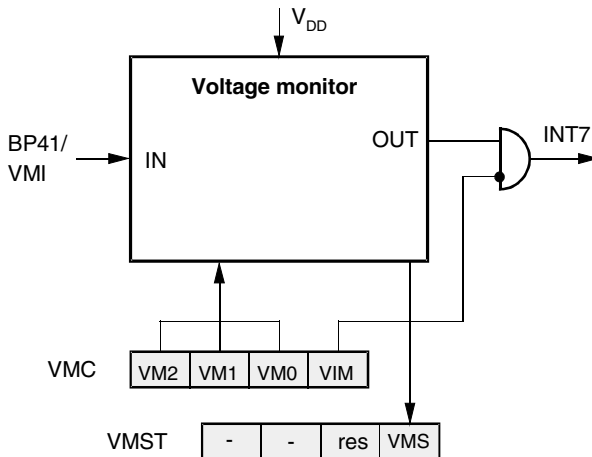 VDD
Voltage monitor
BP41/
VMI
IN
OUT
INT7
VMC
VM2 VM1 VM0 VIM
VMST
- - res VMS